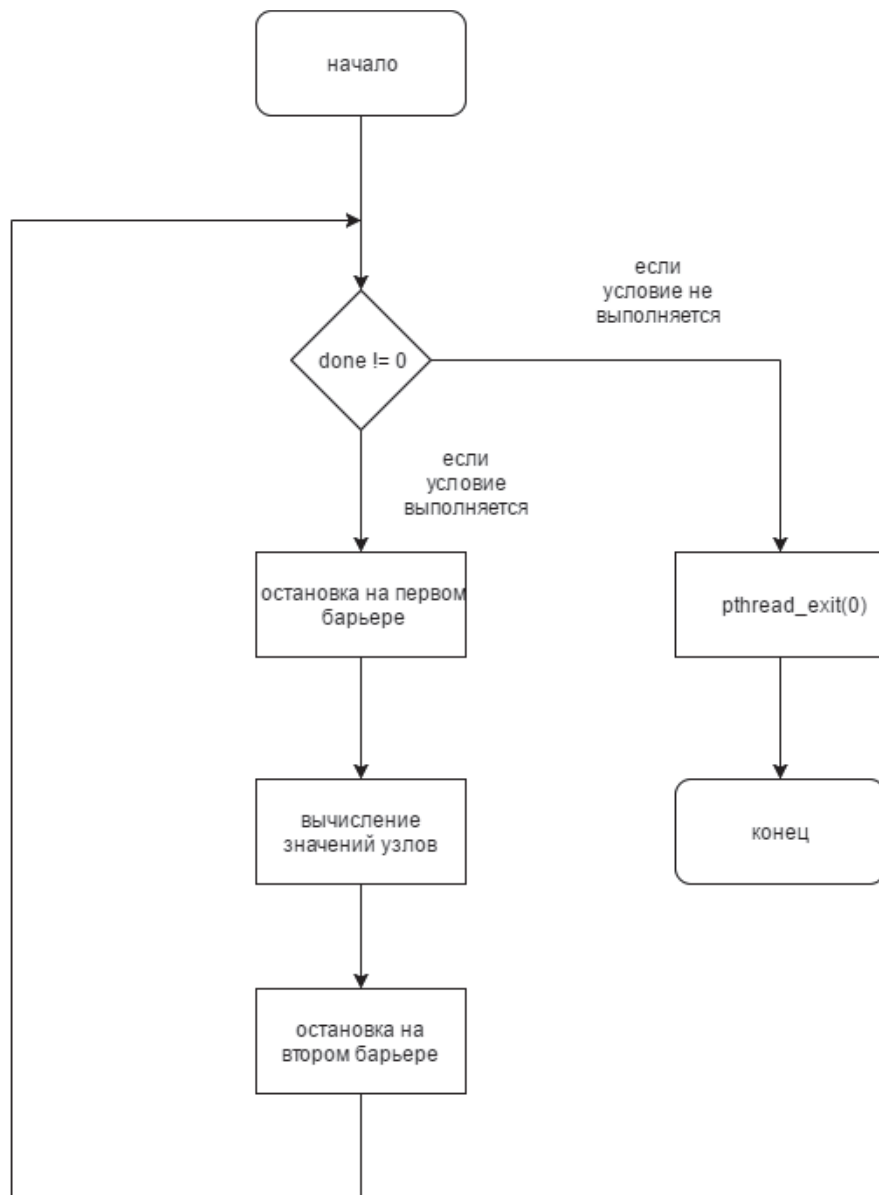 начало
если
условие не
выполняется
done != 0
если
условие
выполняется
остановка на первом
барьере
pthread_exit(0)
вычисление
значений узлов
конец
остановка на
втором барьере